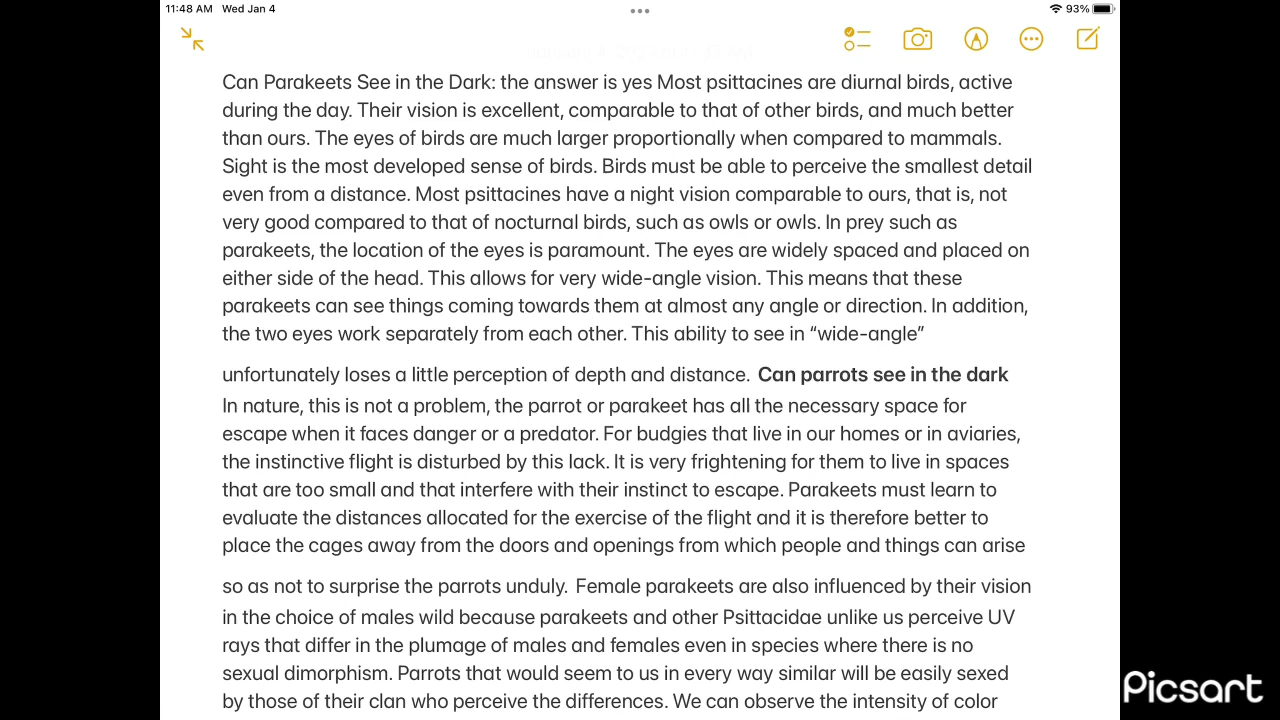 11:48 AM Wed Jan 4
93%
Can Parakeets See in the Dark: the answer is yes Most psittacines are diurnal birds, active
during the day. Their vision is excellent, comparable to that of other birds, and much better
than ours. The eyes of birds are much larger proportionally when compared to mammals.
Sight is the most developed sense of birds. Birds must be able to perceive the smallest detail
even from a distance. Most psittacines have a night vision comparable to ours, that is, not
very good compared to that of nocturnal birds, such as owls or owls. In prey such as
parakeets, the location of the eyes is paramount. The eyes are widely spaced and placed on
either side of the head. This allows for very wide-angle vision. This means that these
parakeets can see things coming towards them at almost any angle or direction. In addition,
the two eyes work separately from each other. This ability to see in “wide-angle”
unfortunately loses a little perception of depth and distance. Can parrots see in the dark
In nature, this is not a problem, the parrot or parakeet has all the necessary space for
escape when it faces danger or a predator. For budgies that live in our homes or in aviaries,
the instinctive flight is disturbed by this lack. It is very frightening for them to live in spaces
that are too small and that interfere with their instinct to escape. Parakeets must learn to
evaluate the distances allocated for the exercise of the flight and it is therefore better to
place the cages away from the doors and openings from which people and things can arise
so as not to surprise the parrots unduly. Female parakeets are also influenced by their vision
in the choice of males wild because parakeets and other Psittacidae unlike us perceive UV
rays that differ in the plumage of males and females even in species where there is no
sexual dimorphism. Parrots that would seem to us in every way similar will be easily sexed
by those of their clan who perceive the differences. We can observe the intensity of color
Picsart